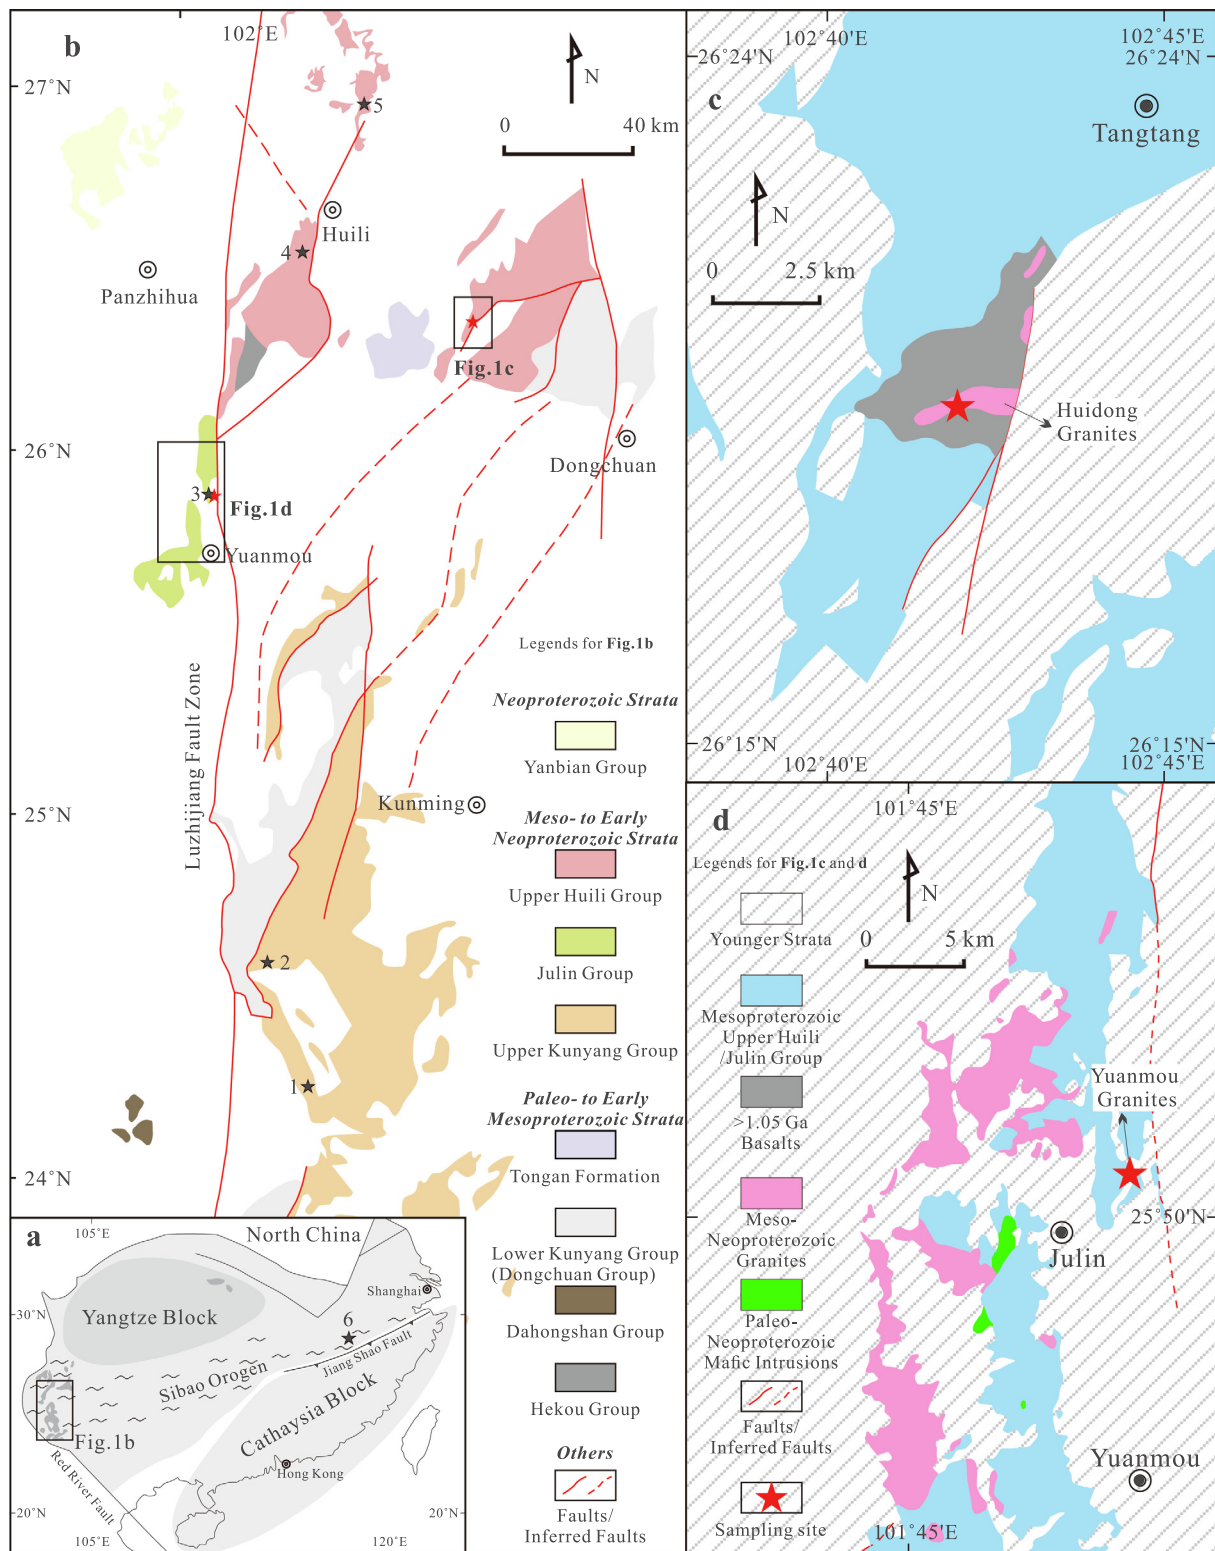 b
102˚E
27˚N
N
0 40 km
5
Huili
4
Panzhihua
Fig.1c
26˚N
Dongchuan
3
Fig.1d
Yuanmou
Luzhijiang Fault Zone
Kunming
25˚N
2
1
24˚N
Legends for Fig.1b
Neoproterozoic Strata
Yanbian Group
Meso- to Early
Neoproterozoic Strata
Upper Huili Group
Julin Group
Upper Kunyang Group
Paleo- to Early
Mesoproterozoic Strata
Tongan Formation
Lower Kunyang Group
(Dongchuan Group)
Dahongshan Group
Hekou Group
Others
Faults/
Inferred Faults
a
105˚E
North China
Shanghai
30˚N
Yangtze Block
6
Jiang Shao Fault
Sibao Orogen
Cathaysia Block
Fig.1b
Red River Fault
Hong Kong
20˚N
20˚N
105˚E
120˚E
c
102˚40'E
102˚45'E
26˚24'N
26˚24'N
Tangtang
N
0 2.5 km
Huidong
Granites
26˚15'N
26˚15'N
102˚40'E
102˚45'E
d
101˚45'E
Legends for Fig.1c and d
N
0 5 km
Younger Strata
Mesoproterozoic
Upper Huili
/Julin Group
>1.05 Ga
Basalts
Meso-
Neoproterozoic
Granites
Paleo-
Neoproterozoic
Mafic Intrusions
Faults/
Inferred Faults
Sampling site
Yuanmou
Granites
25˚50'N
Julin
Yuanmou
101˚45'E